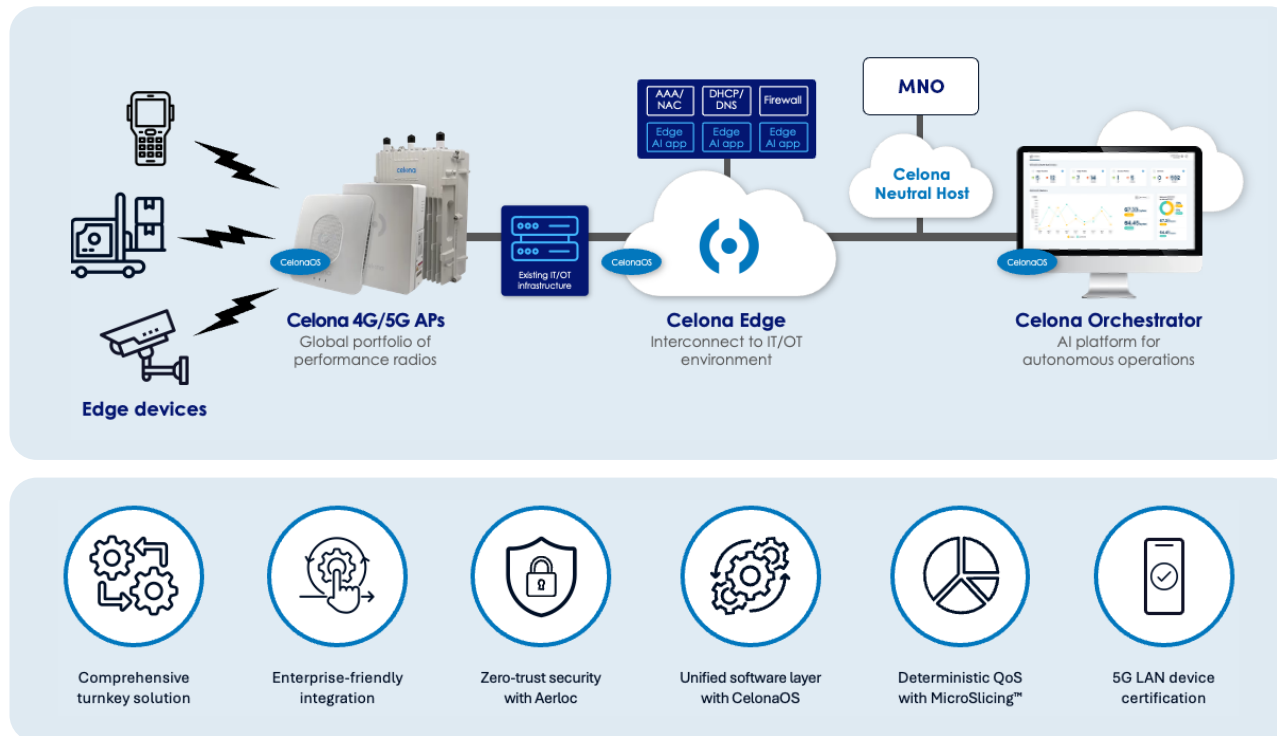 AAA/
NAC
DHCP/
DNS
Firewall
Edge
AI app
Edge
AI app
Edge
AI app
MNO
Celona
Neutral Host
celona
CelonaOS
Existing IT/OT
infrastructure
CelonaOS
CelonaOS
Celona 4G/5G APs
Global portfolio of
performance radios
Celona Edge
Interconnect to IT/OT
environment
Celona Orchestrator
AI platform for
autonomous operations
Edge devices
Comprehensive
turnkey solution
Enterprise-friendly
integration
Zero-trust security
with Aerloc
Unified software layer
with CelonaOS
Deterministic QoS
with MicroSlicing™
5G LAN device
certification